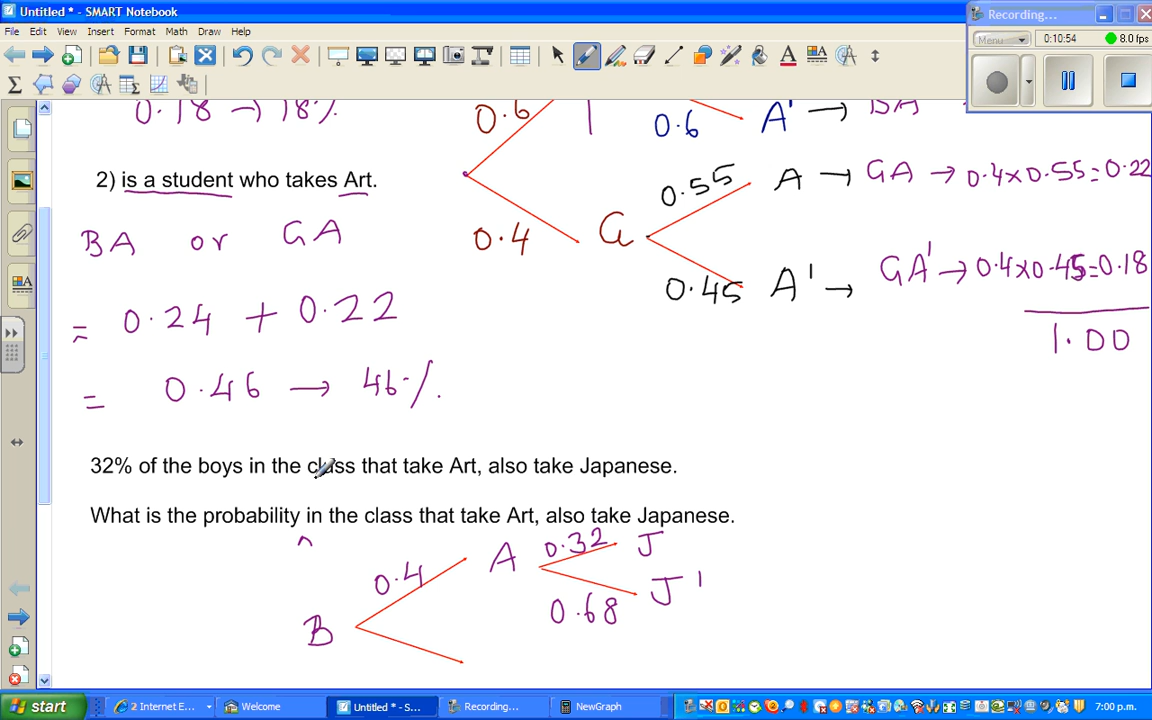 Untitled * - SMART Notebook
Recording...
File Edit View Insert Format Math Draw Help
Menu 0:10:54 8.0 fps
0.18 → 18%
0.6
0.6 A' → BA
2) is a student who takes Art.
0.55 A → GA → 0.4x0.55=0.22
BA or GA
0.4 G
0.45 A' → GA' → 0.4x0.45=0.18
= 0.24 + 0.22
1.00
= 0.46 → 46%.
32% of the boys in the class that take Art, also take Japanese.
What is the probability in the class that take Art, also take Japanese.
^
0.4 A 0.32 J
0.68 J'
B
start 2 Internet E... Welcome Untitled * - S... Recording... NewGraph 7:00 p.m.